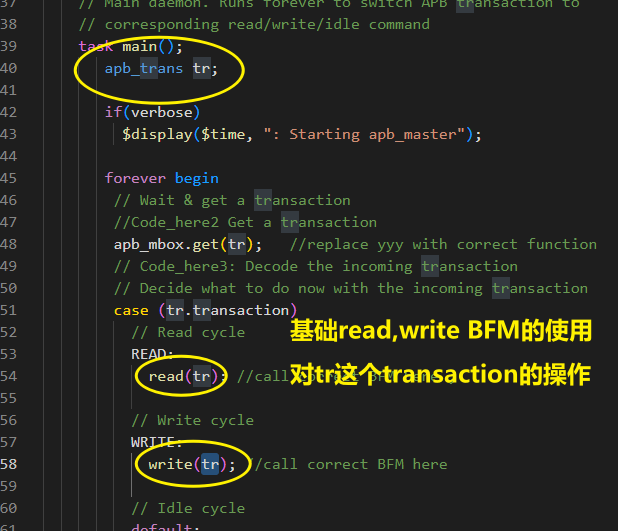 37 // Main daemon. Runs forever to switch APB transaction to
38 // corresponding read/write/idle command
39 task main();
40 apb_trans tr;
41
42 if(verbose)
43 $display($time, ": Starting apb_master");
44
45 forever begin
46 // Wait & get a transaction
47 //Code_here2 Get a transaction
48 apb_mbox.get(tr); //replace yyy with correct function
49 // Code_here3: Decode the incoming transaction
50 // Decide what to do now with the incoming transaction
51 case (tr.transaction)
52 // Read cycle
基础read,write BFM的使用
53 READ:
54 read(tr); //call
对tr这个transaction的操作
55
56 // Write cycle
57 WRITE:
58 write(tr); //call correct BFM here
59
60 // Idle cycle
61 default: